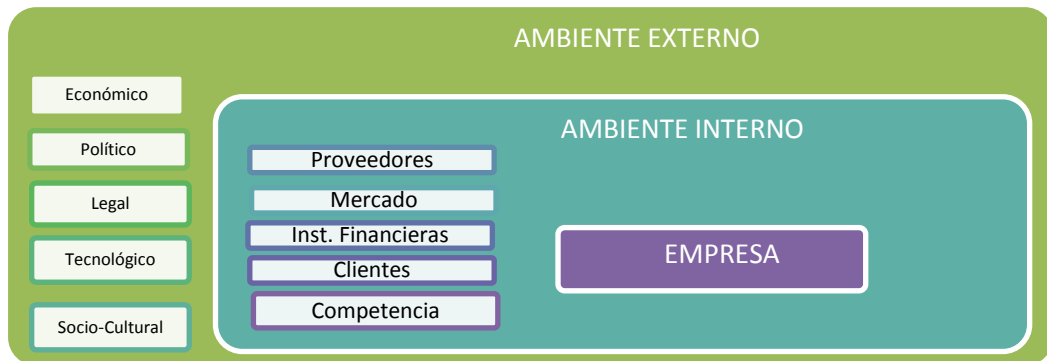 AMBIENTE EXTERNO
Económico
Político
Legal
Tecnológico
Socio-Cultural
AMBIENTE INTERNO
Proveedores
Mercado
Inst. Financieras
Clientes
Competencia
EMPRESA